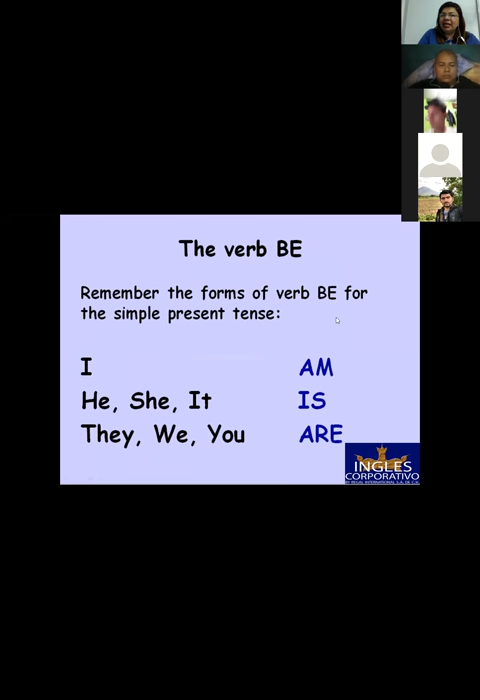 The verb BE
Remember the forms of verb BE for
the simple present tense:
I AM
He, She, It IS
They, We, You ARE
INGLES
CORPORATIVO